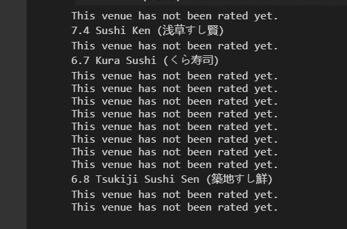 This venue has not been rated yet.
7.4 Sushi Ken (浅草すし賢)
This venue has not been rated yet.
6.7 Kura Sushi (くら寿司)
This venue has not been rated yet.
This venue has not been rated yet.
This venue has not been rated yet.
This venue has not been rated yet.
This venue has not been rated yet.
This venue has not been rated yet.
This venue has not been rated yet.
This venue has not been rated yet.
6.8 Tsukiji Sushi Sen (築地すし鮮)
This venue has not been rated yet.
This venue has not been rated yet.